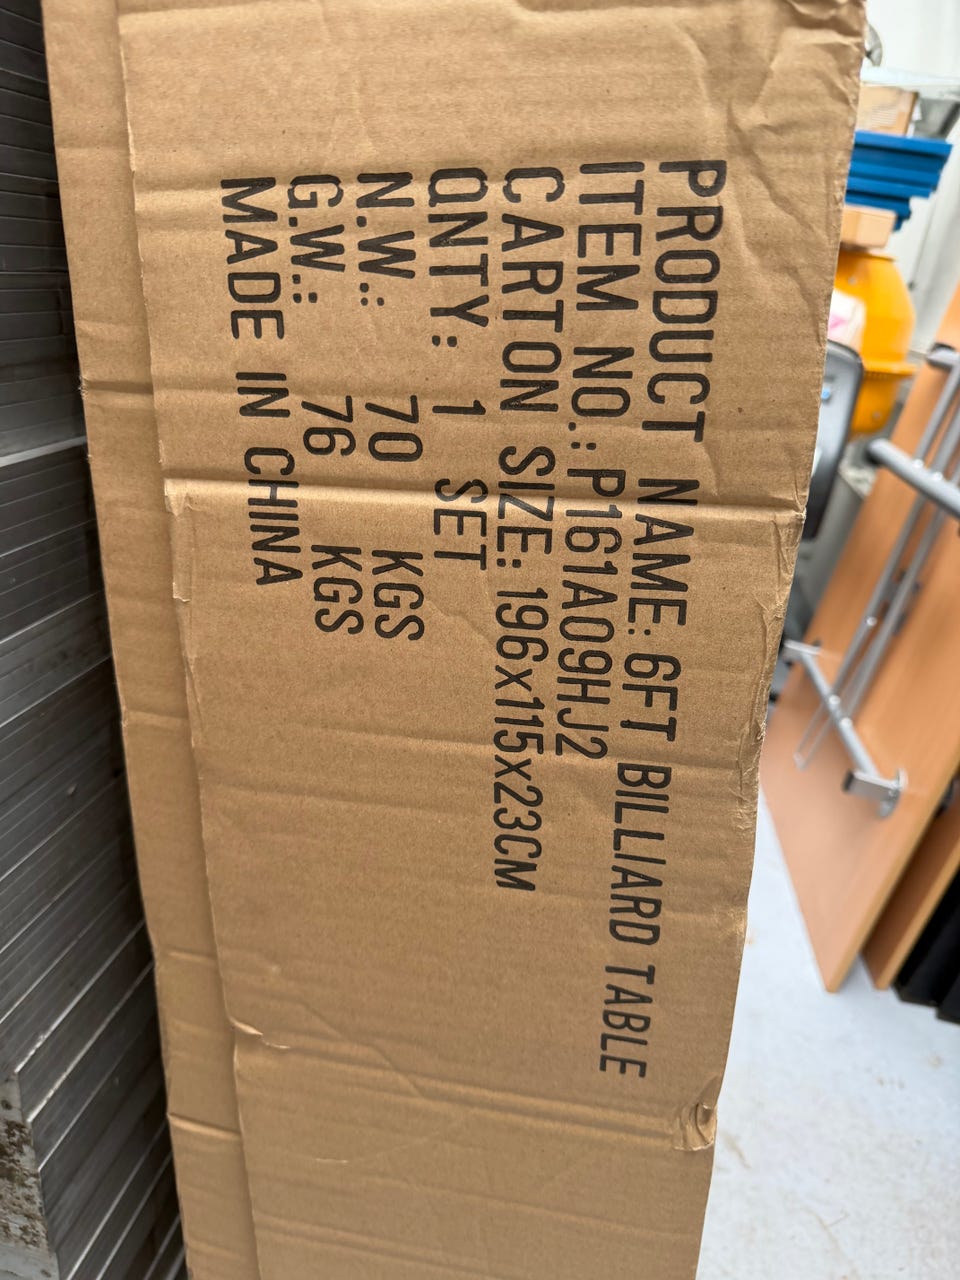 PRODUCT NAME: 6FT BILLIARD TABLE
ITEM NO.: P161A09HJ2
CARTON SIZE: 196x115x23CM
QNTY: 1 SET
N.W.: 70 KGS
G.W.: 76 KGS
MADE IN CHINA